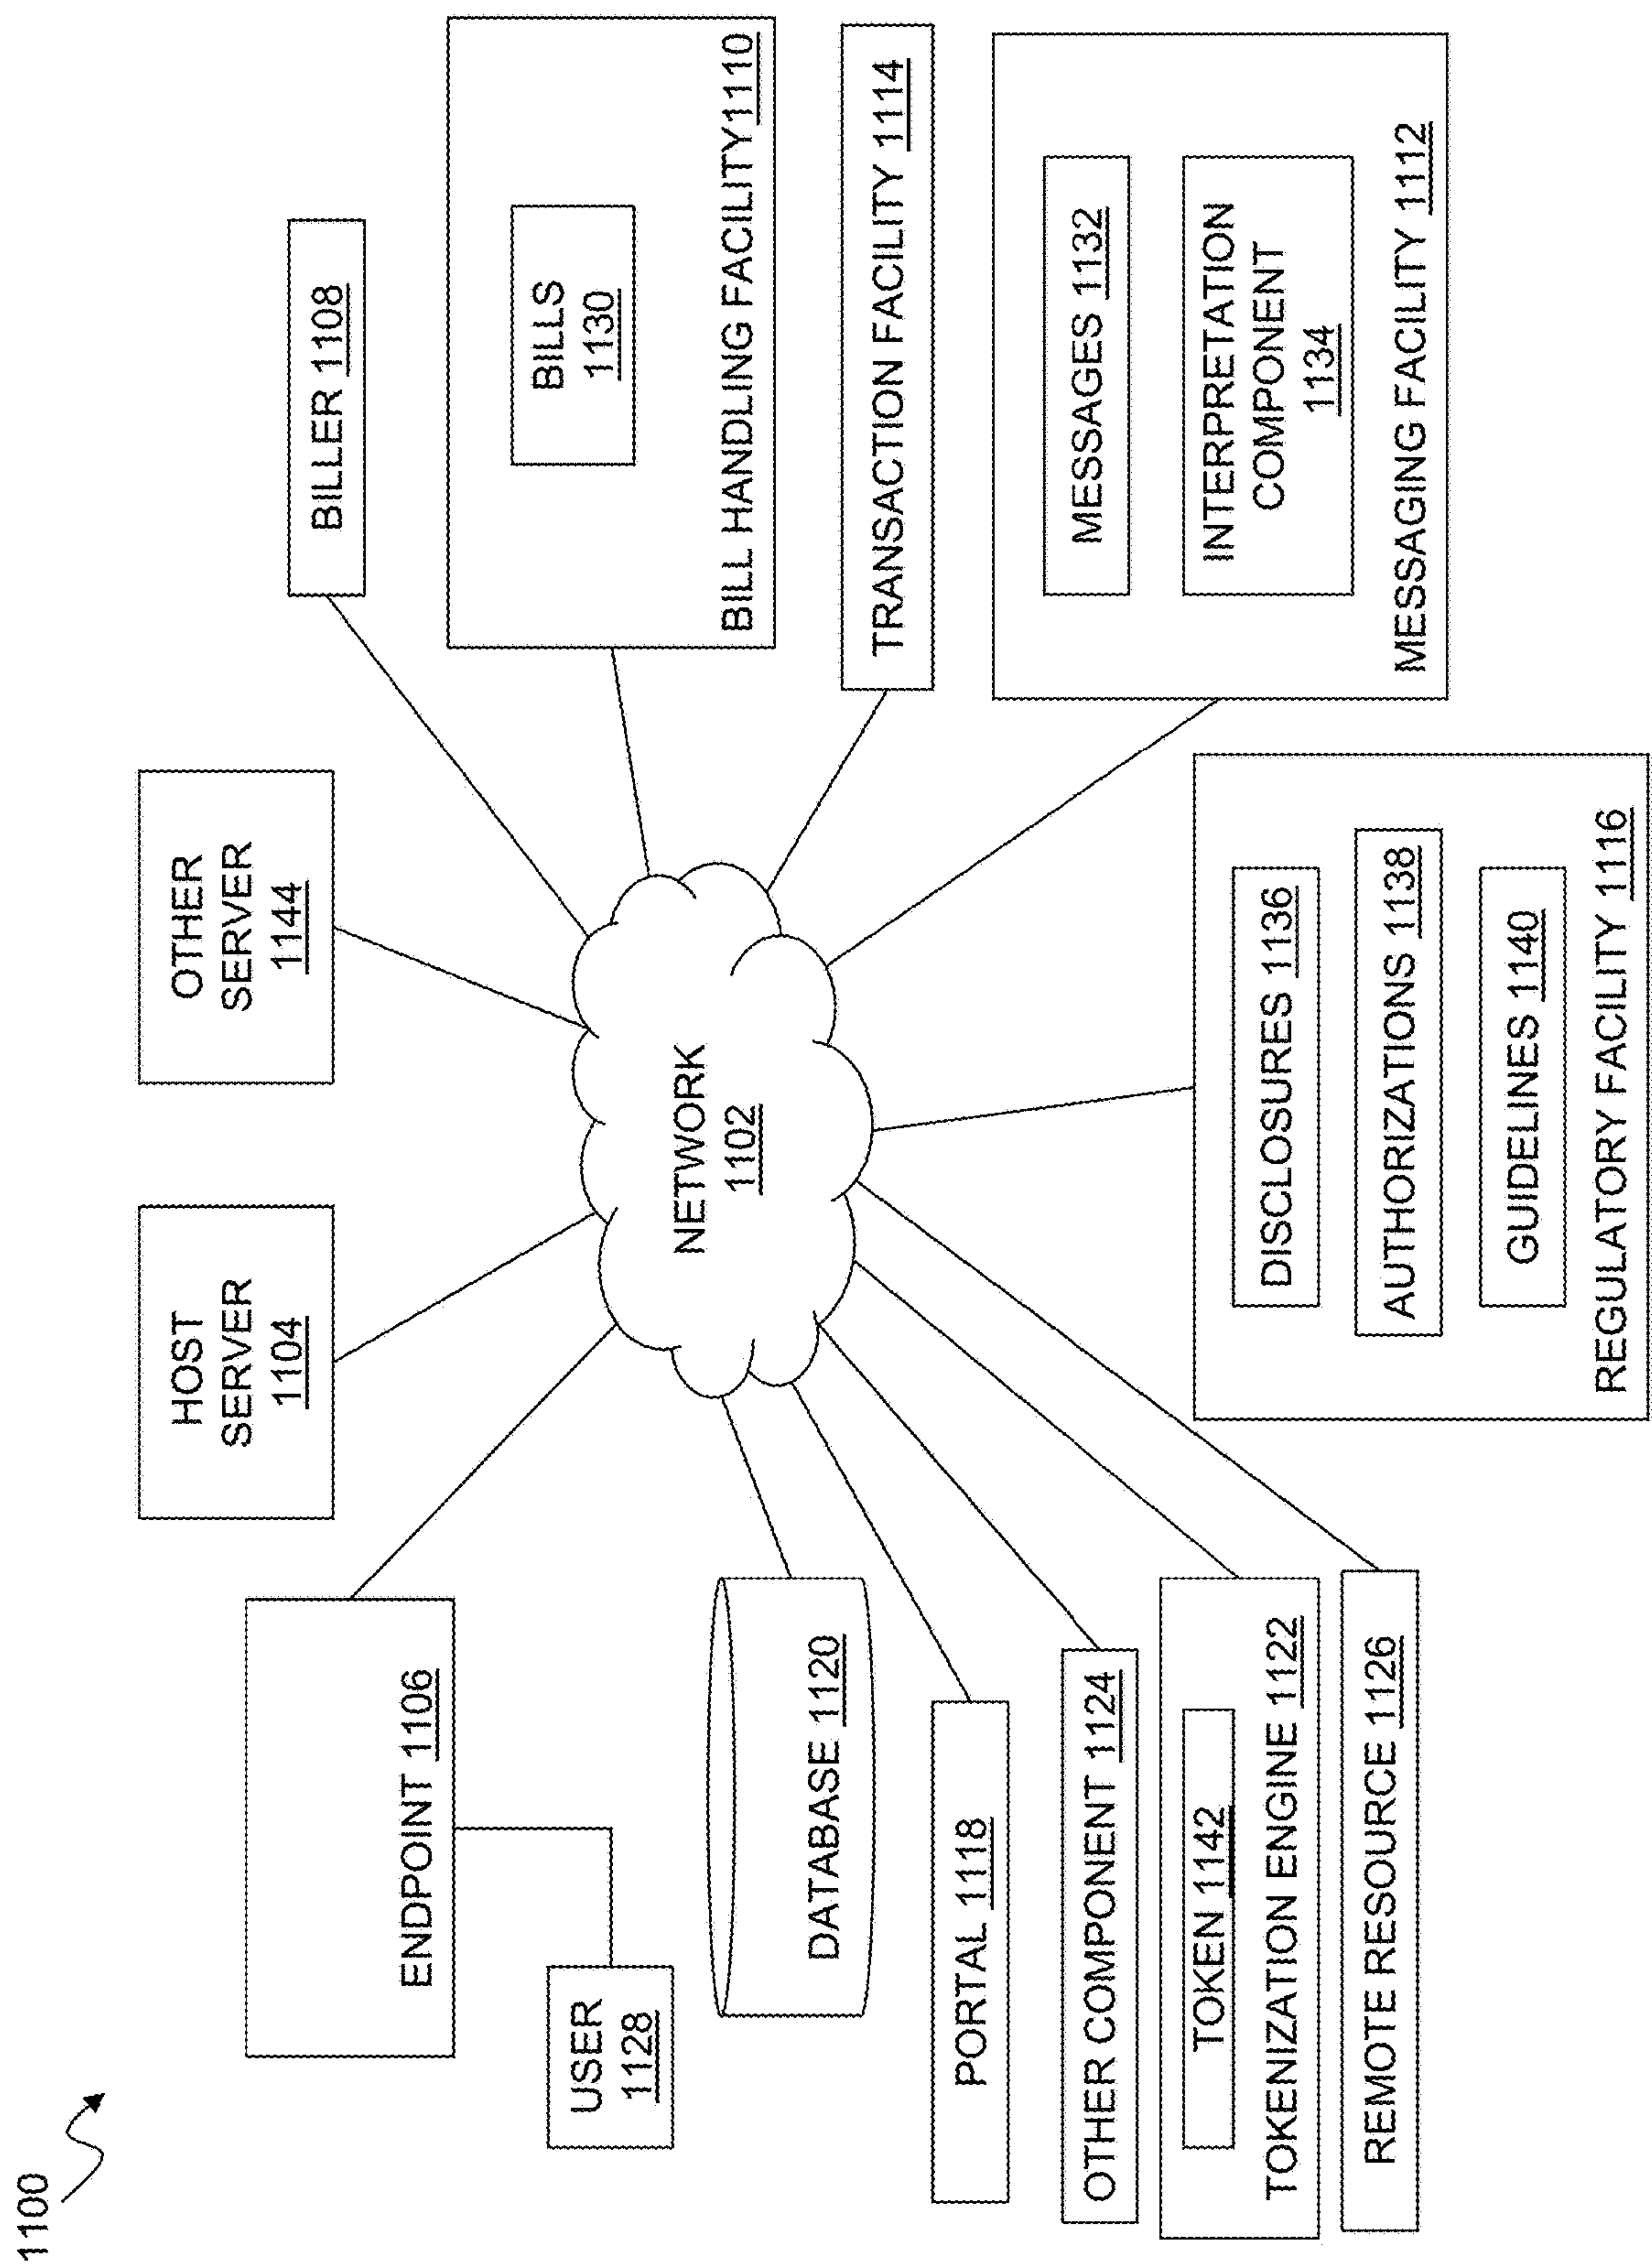 1100
HOST
SERVER
1104
OTHER
SERVER
1144
ENDPOINT 1106
USER
1128
DATABASE 1120
PORTAL 1118
OTHER COMPONENT 1124
TOKEN 1142
TOKENIZATION ENGINE 1122
REMOTE RESOURCE 1126
NETWORK
1102
BILLER 1108
BILLS
1130
BILL HANDLING FACILITY 1110
TRANSACTION FACILITY 1114
MESSAGES 1132
INTERPRETATION
COMPONENT
1134
MESSAGING FACILITY 1112
DISCLOSURES 1136
AUTHORIZATIONS 1138
GUIDELINES 1140
REGULATORY FACILITY 1116